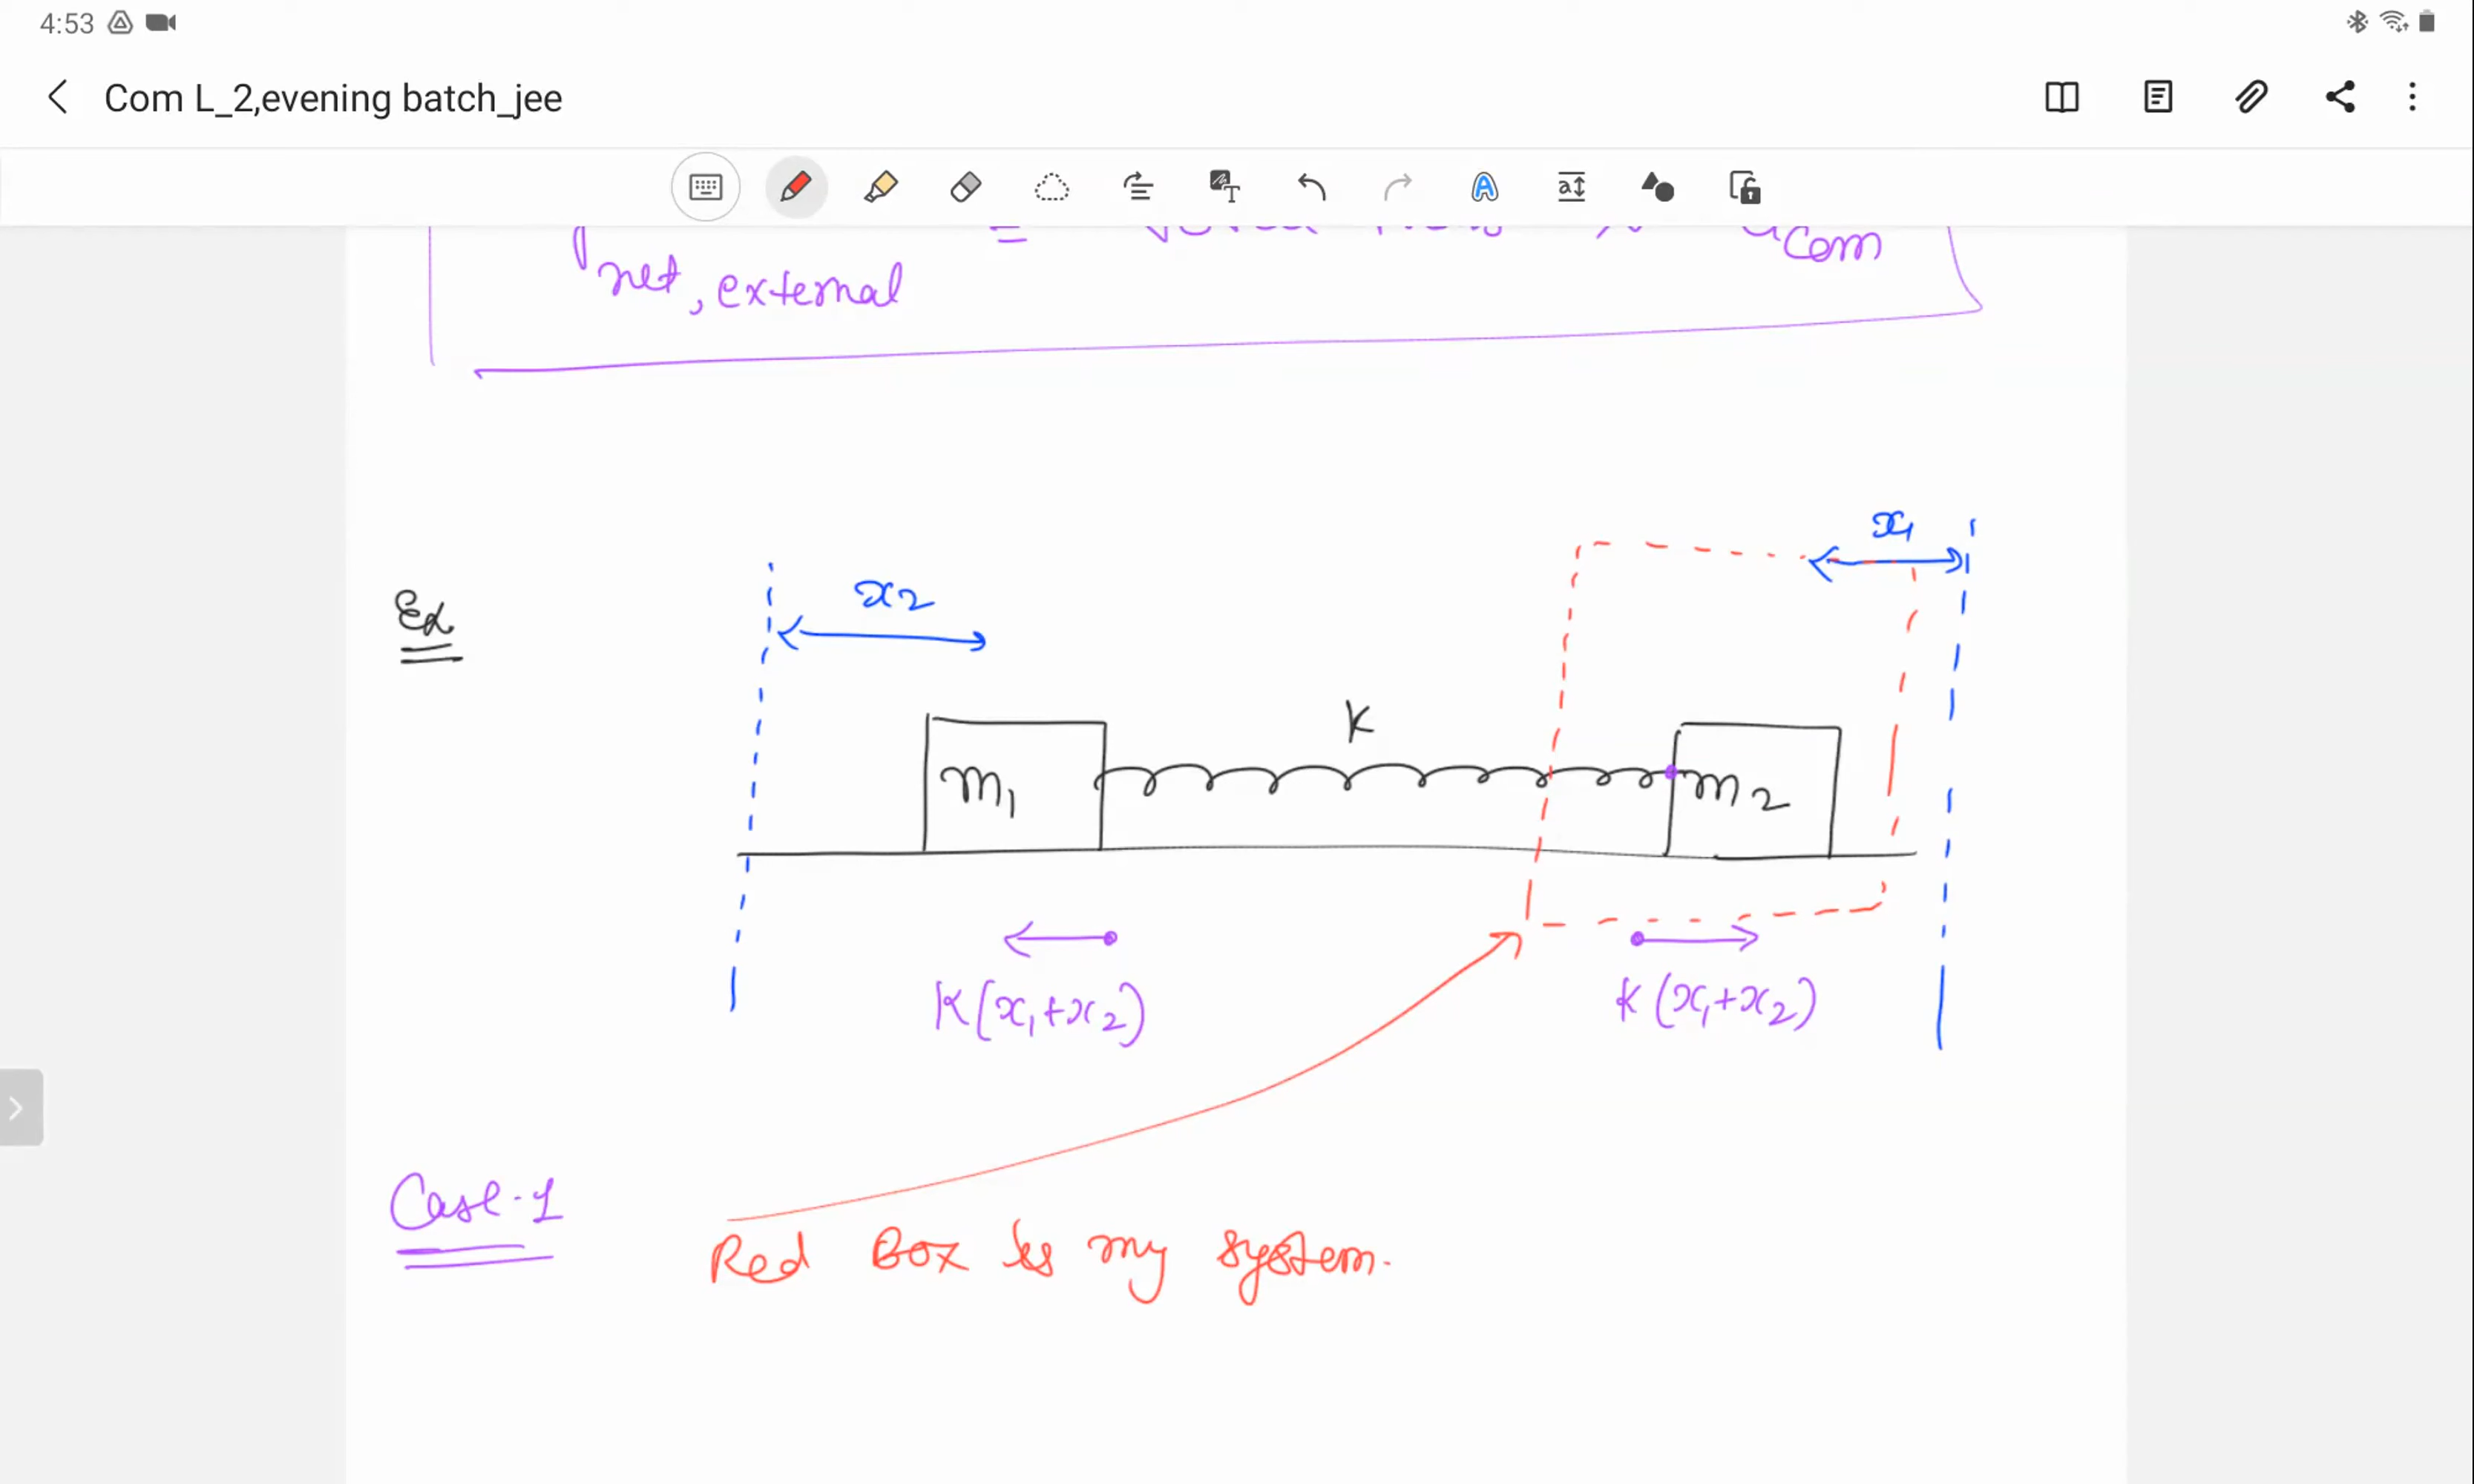 4:53
Com L_2,evening batch_jee
com
net, external
x1
x2
Ex
K
m1
m2
K(x1+x2)
K(x1+x2)
Case-1
Red Box is my system.